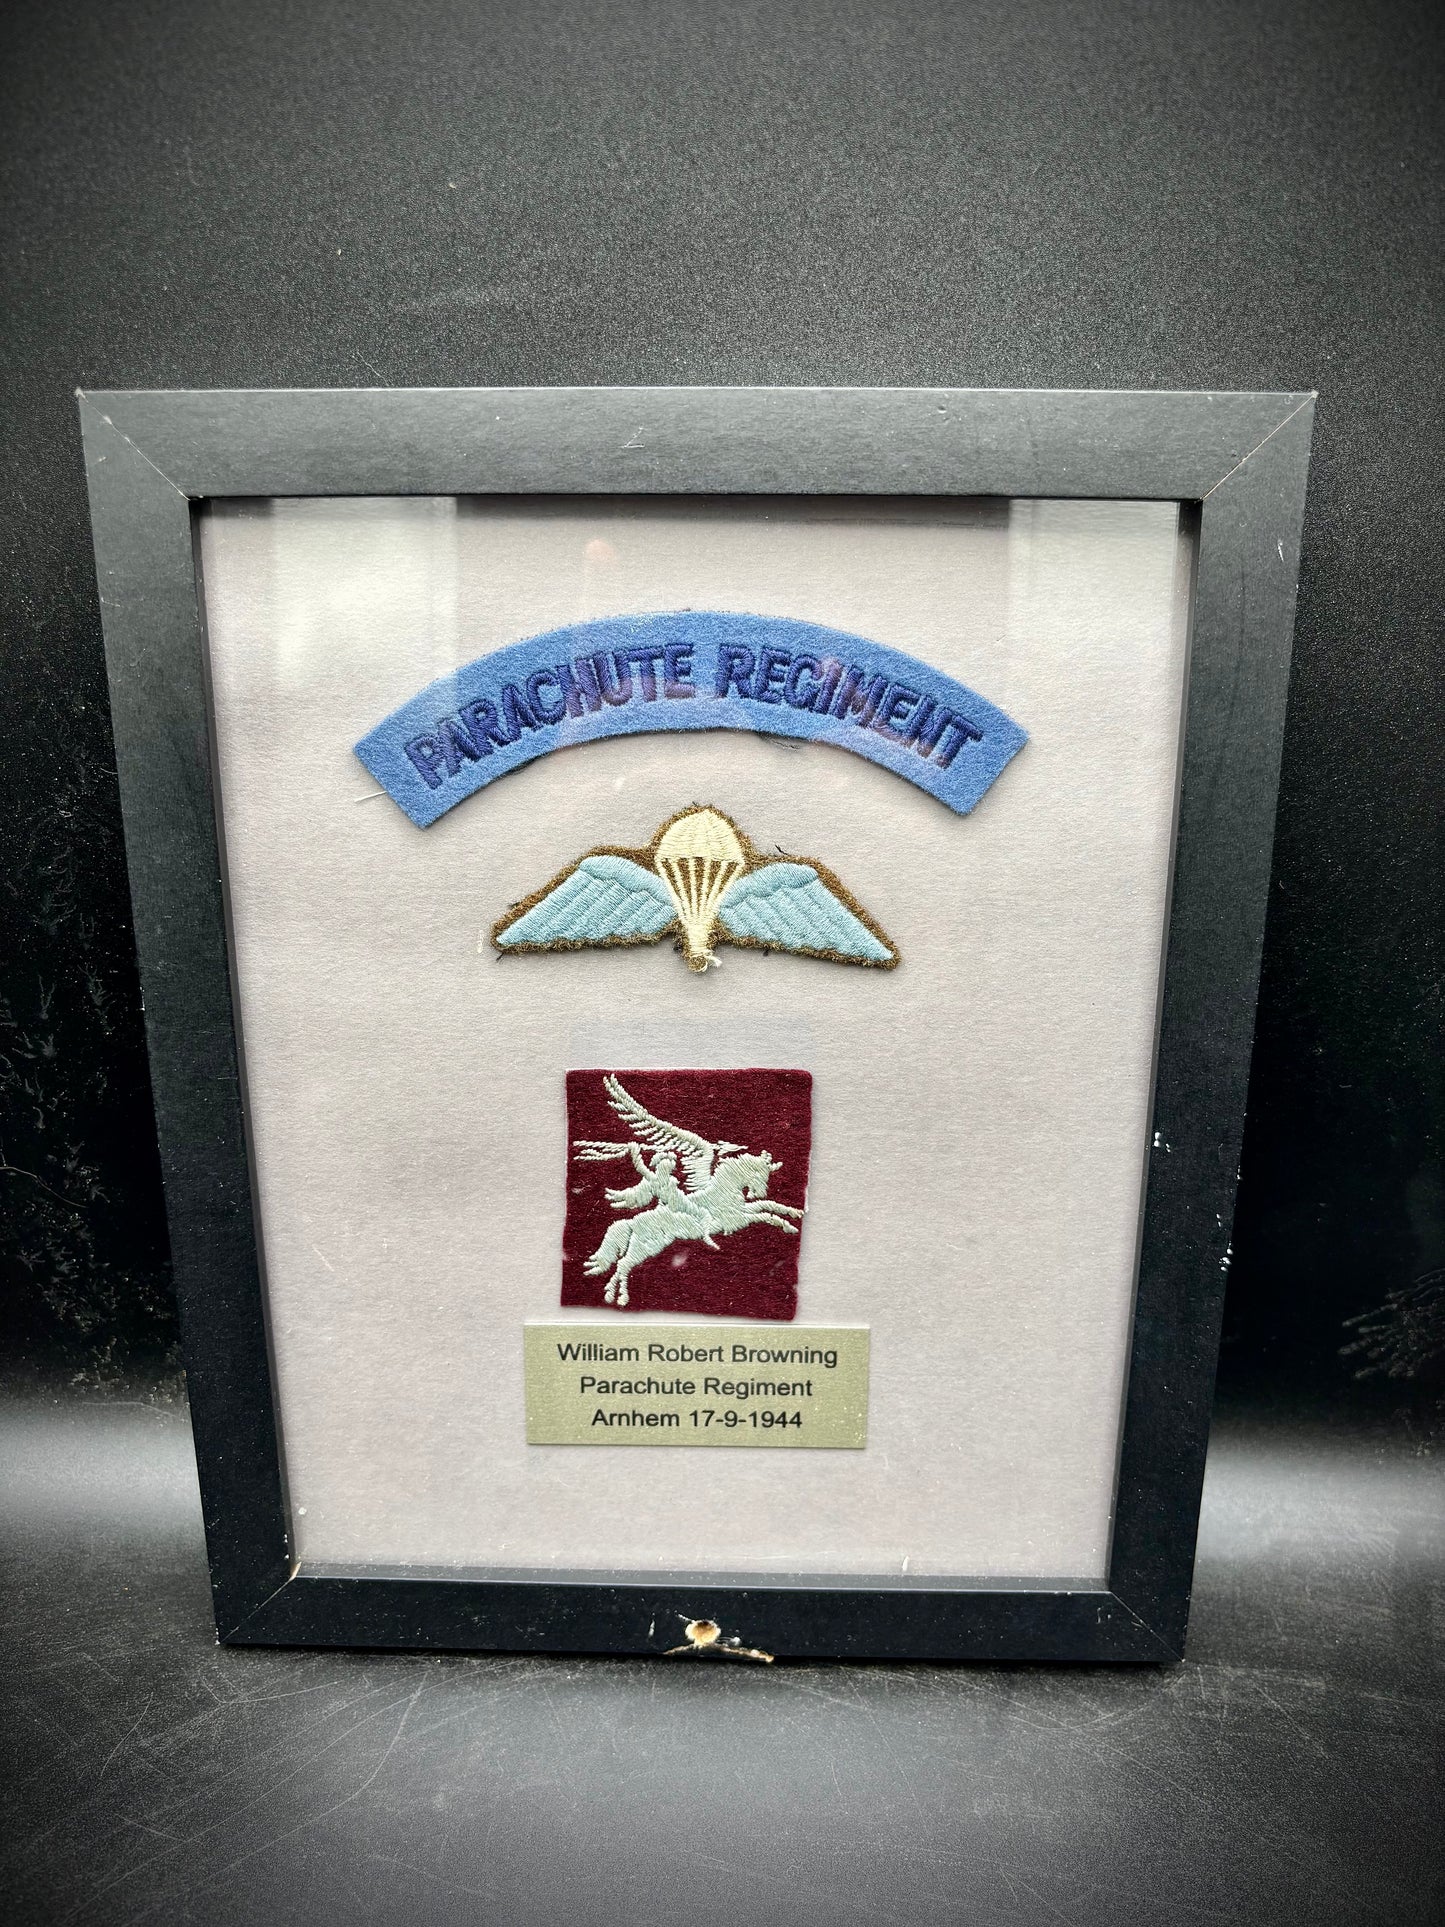 PARACHUTE REGIMENT
William Robert Browning
Parachute Regiment
Arnhem 17-9-1944